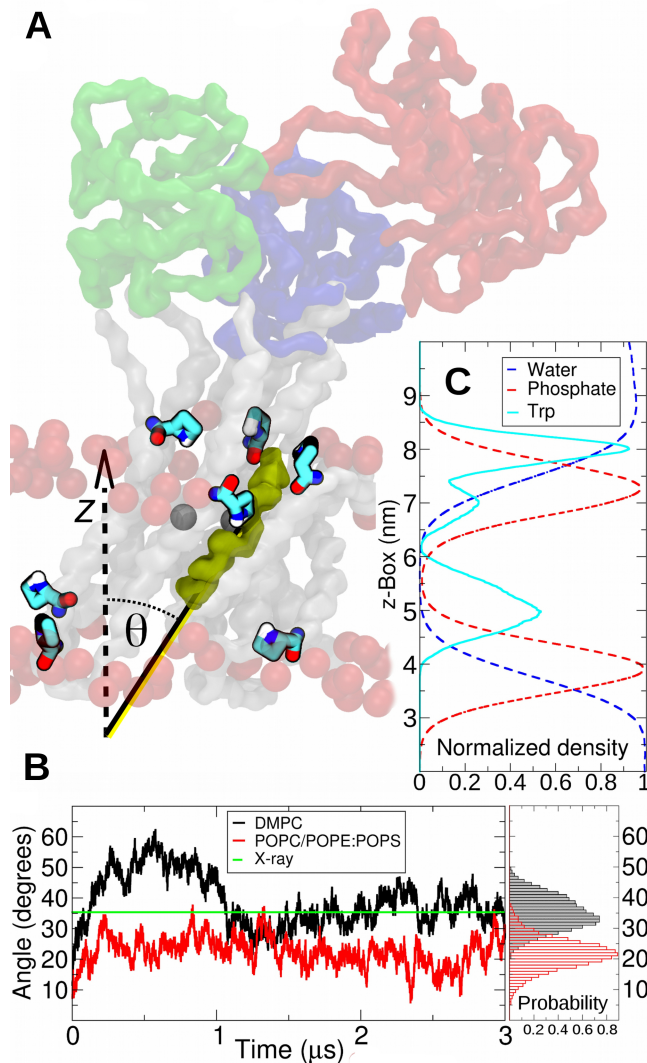 A
z
θ
C
Water
Phosphate
Trp
z-Box (nm)
9
8
7
6
5
4
3
Normalized density
0 0.2 0.4 0.6 0.8 1
B
DMPC
POPC/POPE:POPS
X-ray
Angle (degrees)
60
50
40
30
20
10
0 1 2 3
Time (μs)
60
50
40
30
20
10
Probability
0.2 0.4 0.6 0.8